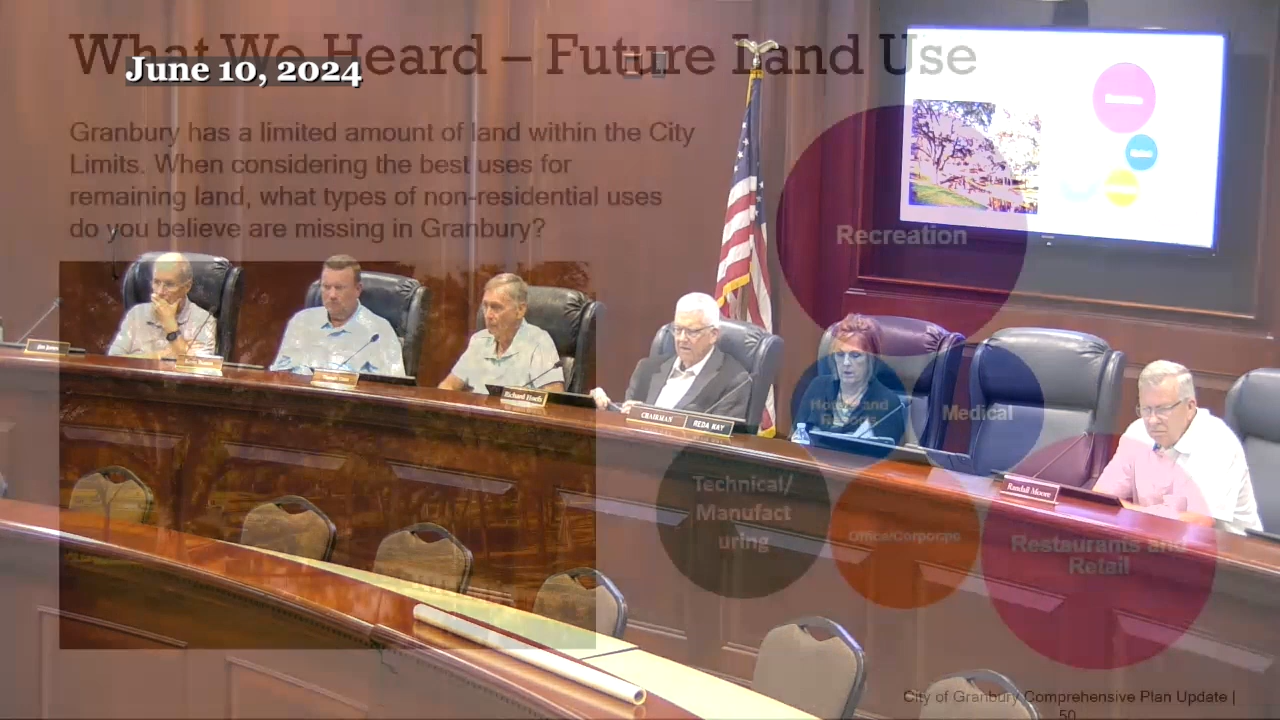 What We Heard – Future Land Use
June 10, 2024
Granbury has a limited amount of land within the City
Limits. When considering the best uses for
remaining land, what types of non-residential uses
do you believe are missing in Granbury?
Recreation
Medical
Technical/
Manufact
uring
Office/Corporate
Restaurants and
Retail
CHAIRMAN
REDA KAY
Richard Hoefs
Randall Moore
City of Granbury Comprehensive Plan Update |
50